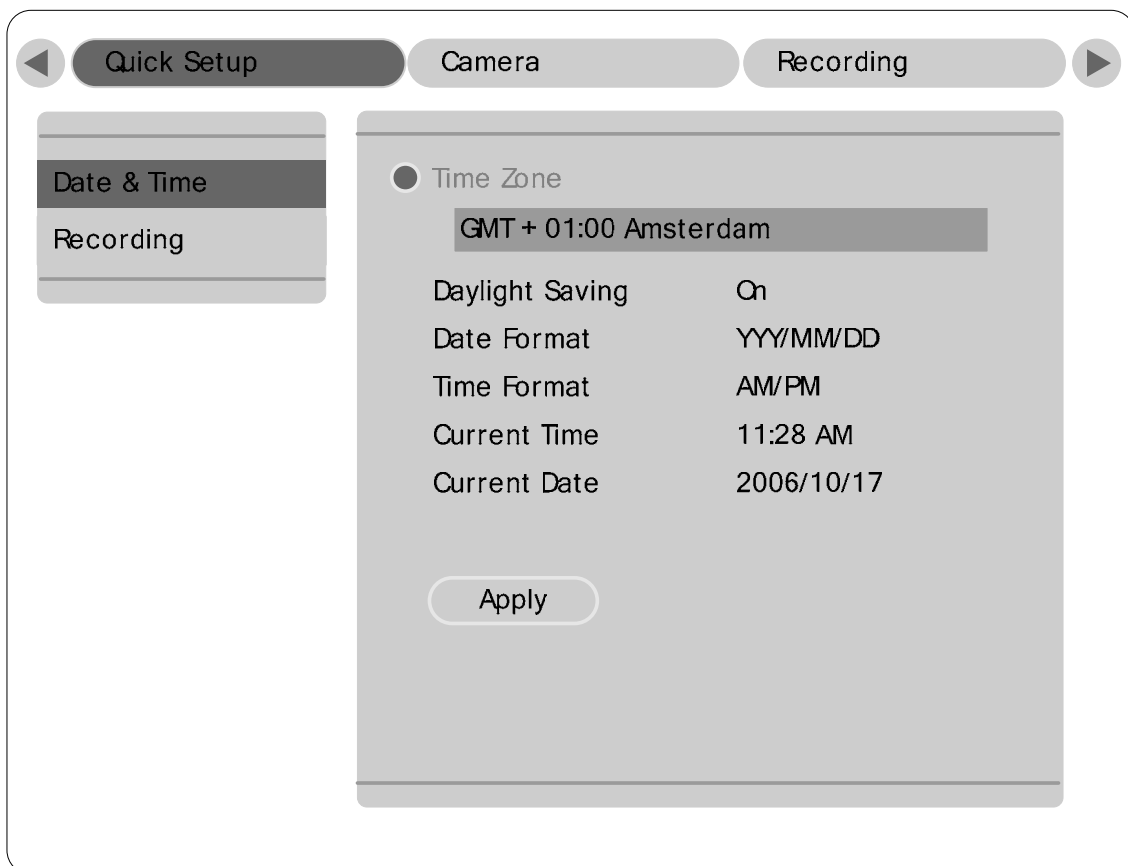 Quick Setup Camera Recording
Date & Time
Recording
Time Zone
GMT + 01:00 Amsterdam
Daylight Saving On
Date Format YYY/MM/DD
Time Format AM/PM
Current Time 11:28 AM
Current Date 2006/10/17
Apply